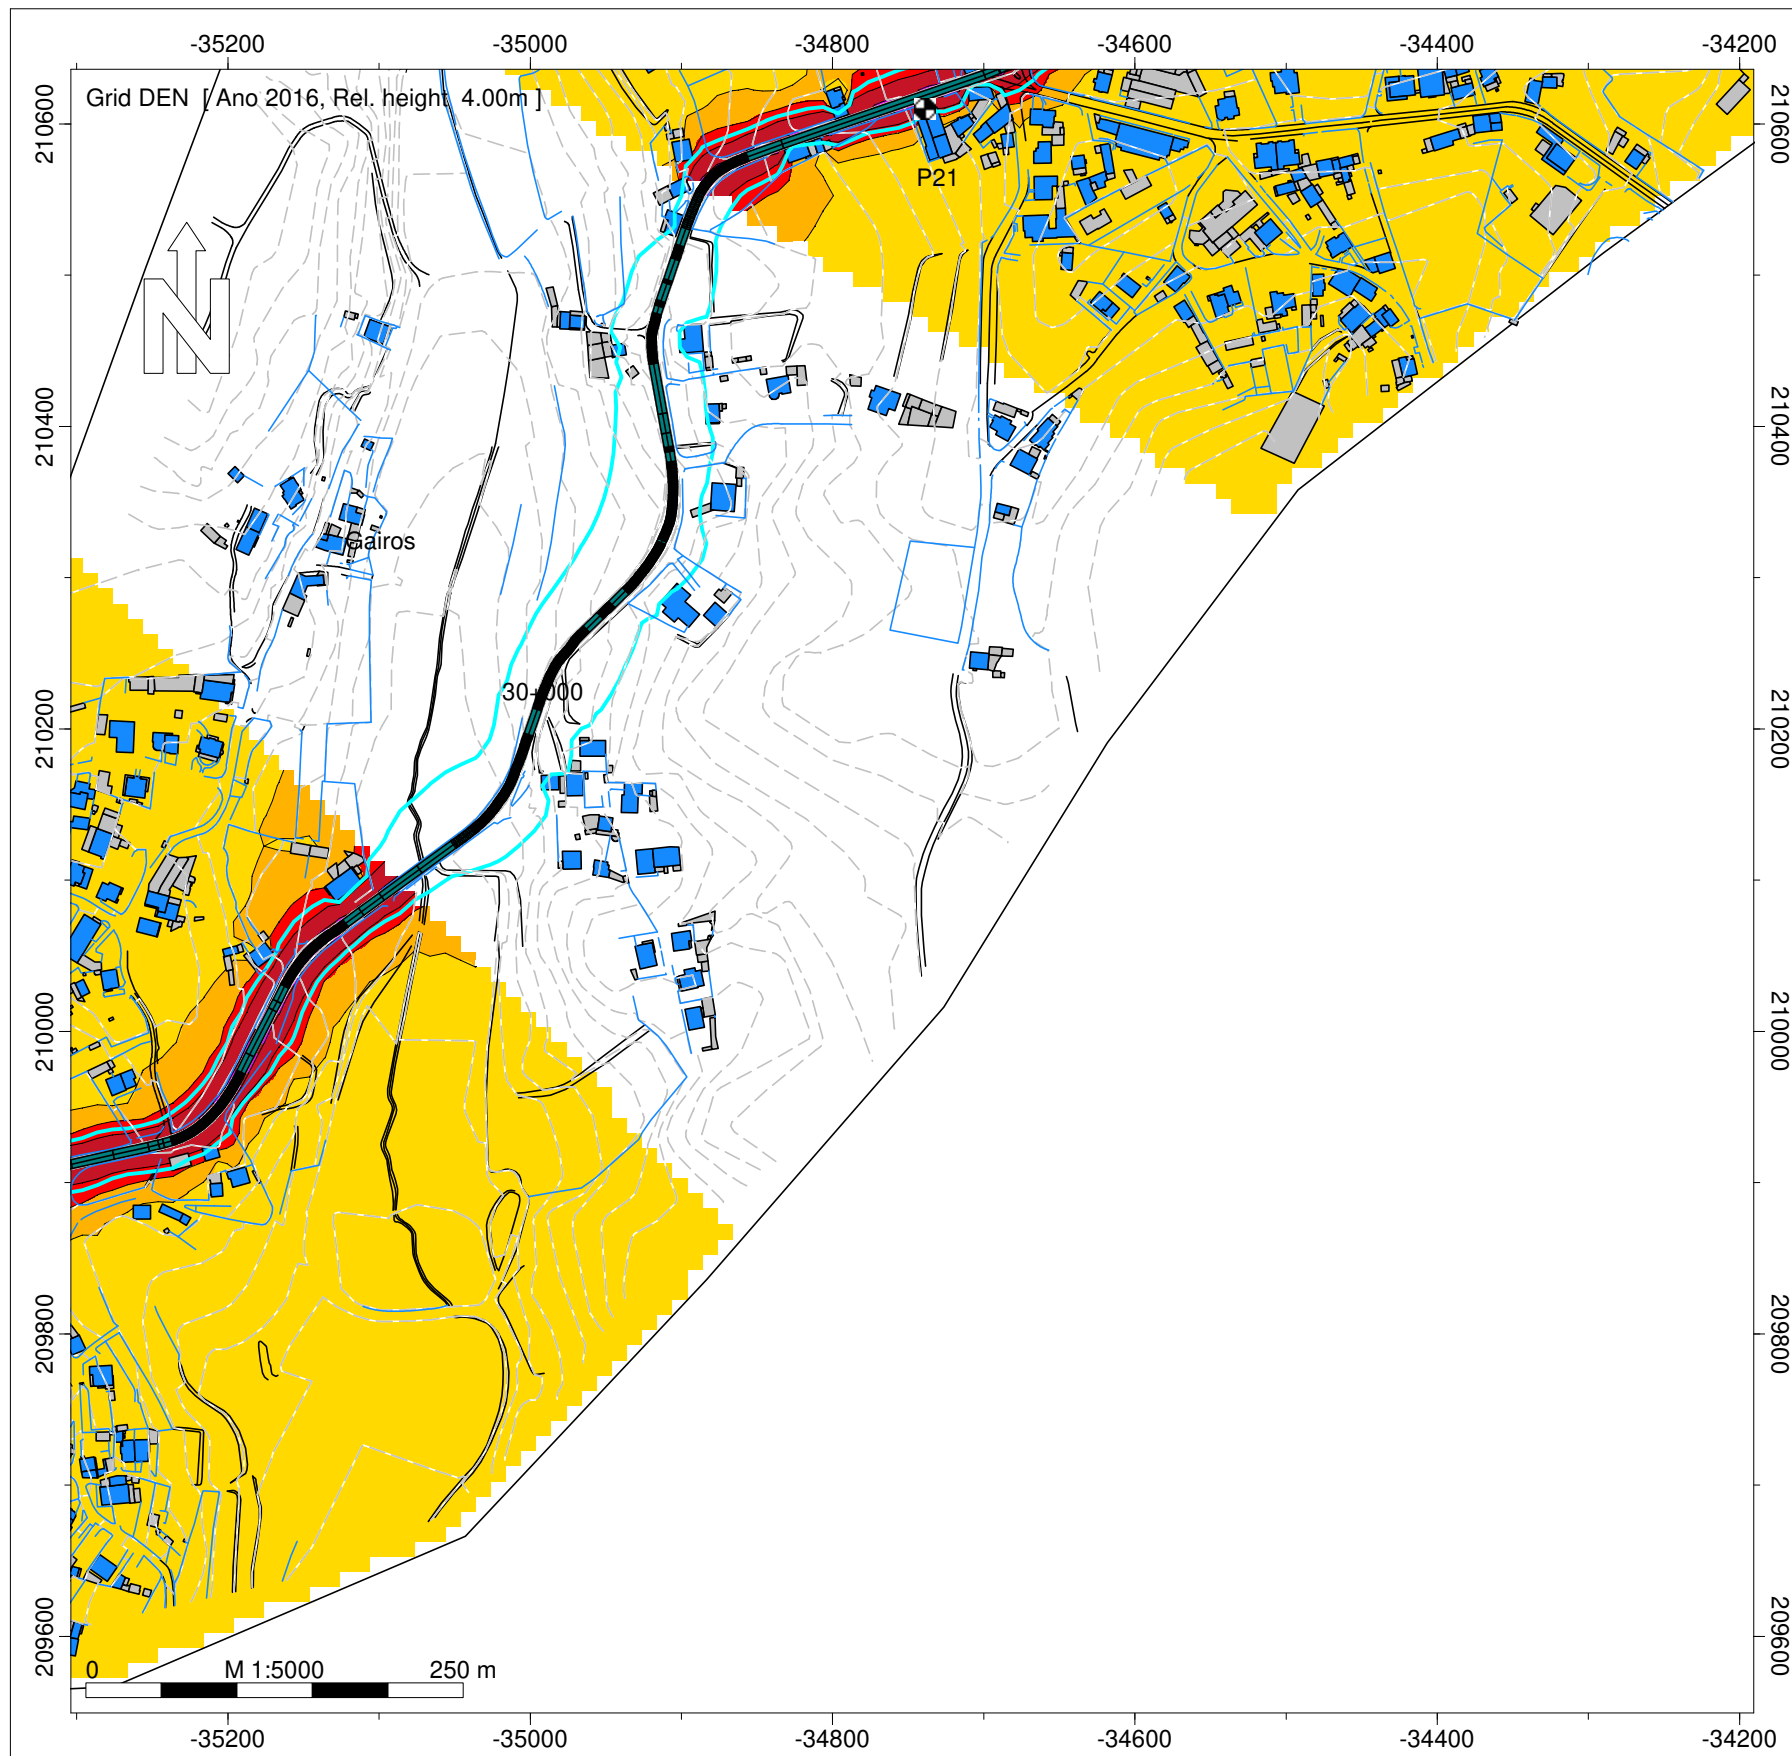 -35200 -35000 -34800 -34600 -34400 -34200
Grid DEN [ Ano 2016, Rel. height 4.00m ]
210600 210600
P21
N
210400 210400
Gairos
30+000
210200 210200
210000 210000
209800 209800
209600 209600
0 M 1:5000 250 m
-35200 -35000 -34800 -34600 -34400 -34200